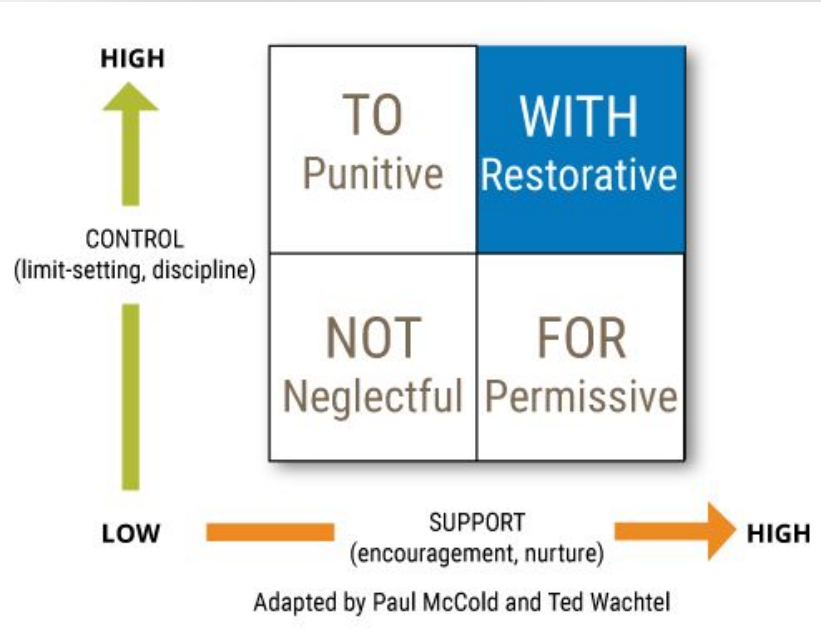 HIGH
TO
Punitive
WITH
Restorative
CONTROL
(limit-setting, discipline)
NOT
Neglectful
FOR
Permissive
LOW
SUPPORT
(encouragement, nurture)
HIGH
Adapted by Paul McCold and Ted Wachtel